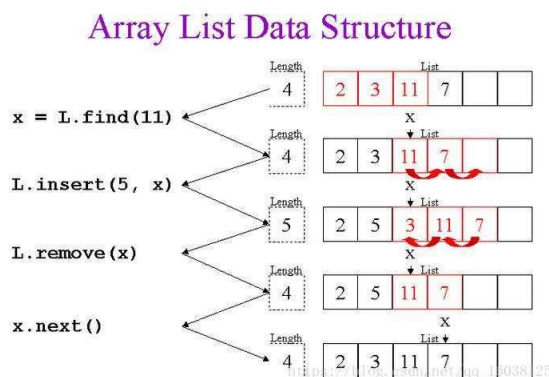 Array List Data Structure
Length List
4 2 3 11 7
x = L.find(11)
X
Length List
4 2 3 11 7
L.insert(5, x)
X
Length List
5 2 5 3 11 7
L.remove(x)
X
Length List
4 2 5 11 7
x.next()
X
Length List
4 2 3 11 7